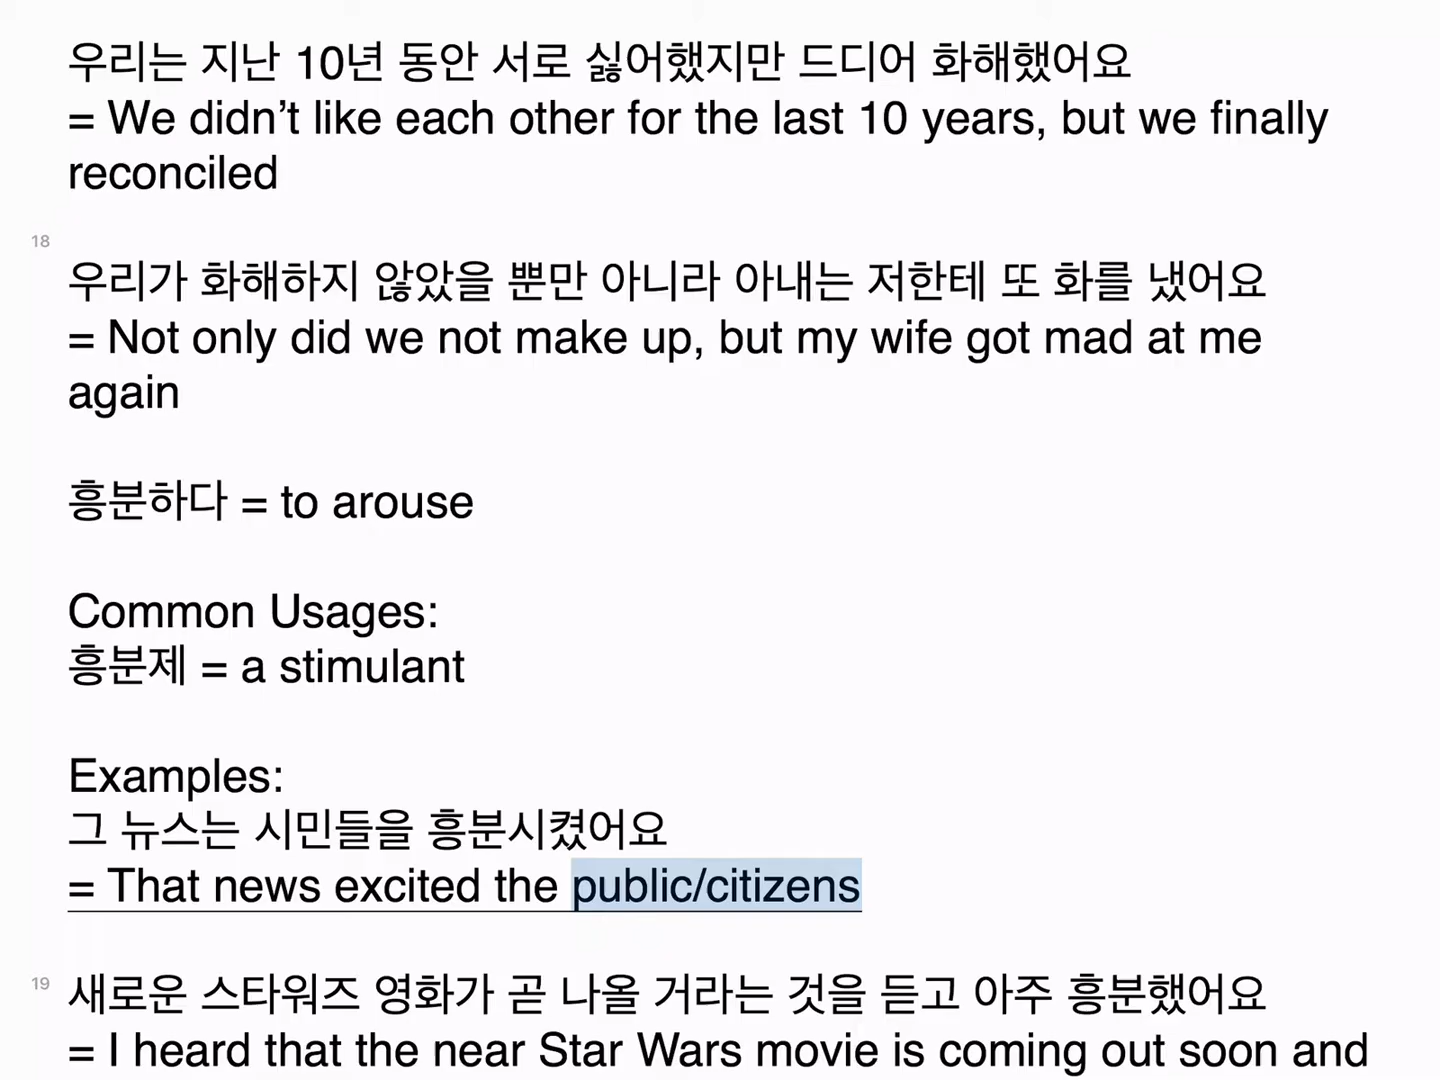 우리는 지난 10년 동안 서로 싫어했지만 드디어 화해했어요
= We didn’t like each other for the last 10 years, but we finally
reconciled
18
우리가 화해하지 않았을 뿐만 아니라 아내는 저한테 또 화를 냈어요
= Not only did we not make up, but my wife got mad at me
again
흥분하다 = to arouse
Common Usages:
흥분제 = a stimulant
Examples:
그 뉴스는 시민들을 흥분시켰어요
= That news excited the public/citizens
19
새로운 스타워즈 영화가 곧 나올 거라는 것을 듣고 아주 흥분했어요
= I heard that the near Star Wars movie is coming out soon and